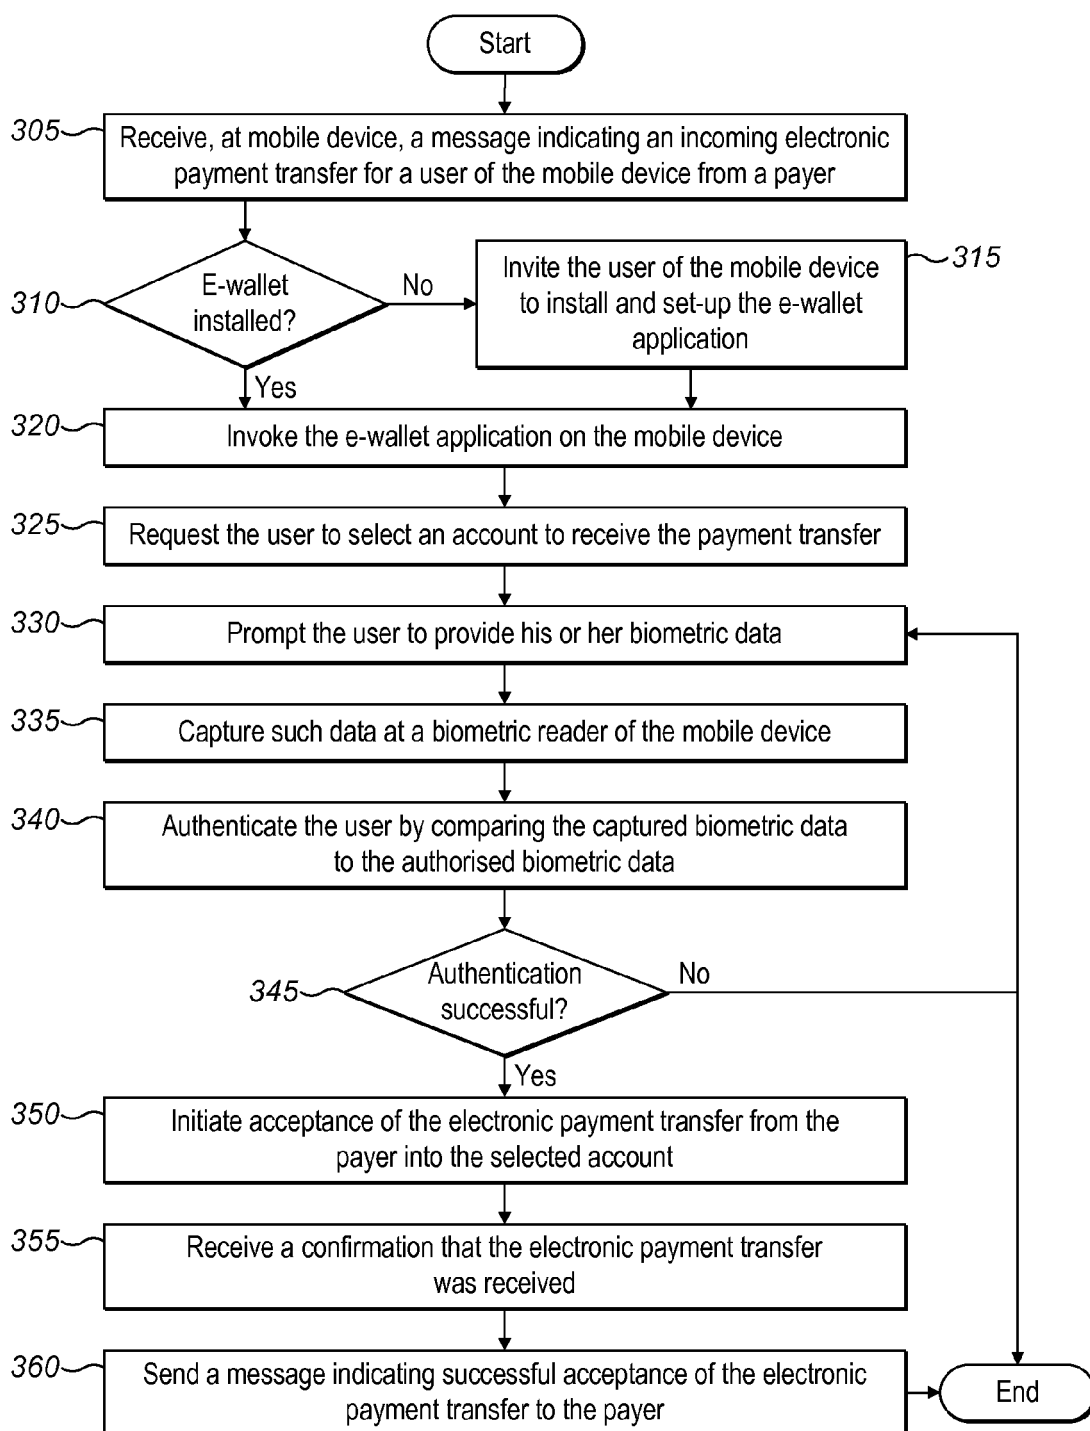 Start
305
Receive, at mobile device, a message indicating an incoming electronic
payment transfer for a user of the mobile device from a payer
310
E-wallet
installed?
No
Invite the user of the mobile device
to install and set-up the e-wallet
application
315
Yes
320
Invoke the e-wallet application on the mobile device
325
Request the user to select an account to receive the payment transfer
330
Prompt the user to provide his or her biometric data
335
Capture such data at a biometric reader of the mobile device
340
Authenticate the user by comparing the captured biometric data
to the authorised biometric data
345
Authentication
successful?
No
Yes
350
Initiate acceptance of the electronic payment transfer from the
payer into the selected account
355
Receive a confirmation that the electronic payment transfer
was received
360
Send a message indicating successful acceptance of the electronic
payment transfer to the payer
End